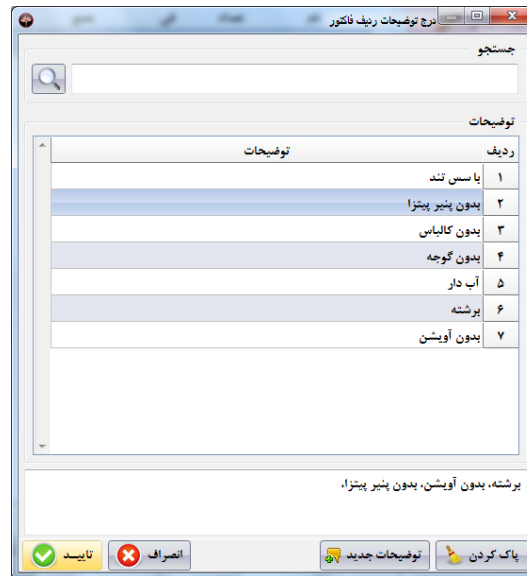 درج توضیحات ردیف فاکتور
جستجو
توضیحات
ردیف توضیحات
۱ با سس تند
۲ بدون پنیر پیتزا
۳ بدون کالباس
۴ بدون گوجه
۵ آب دار
۶ برشته
۷ بدون آویشن
برشته، بدون آویشن، بدون پنیر پیتزا،
پاک کردن توضیحات جدید انصراف تاییـد